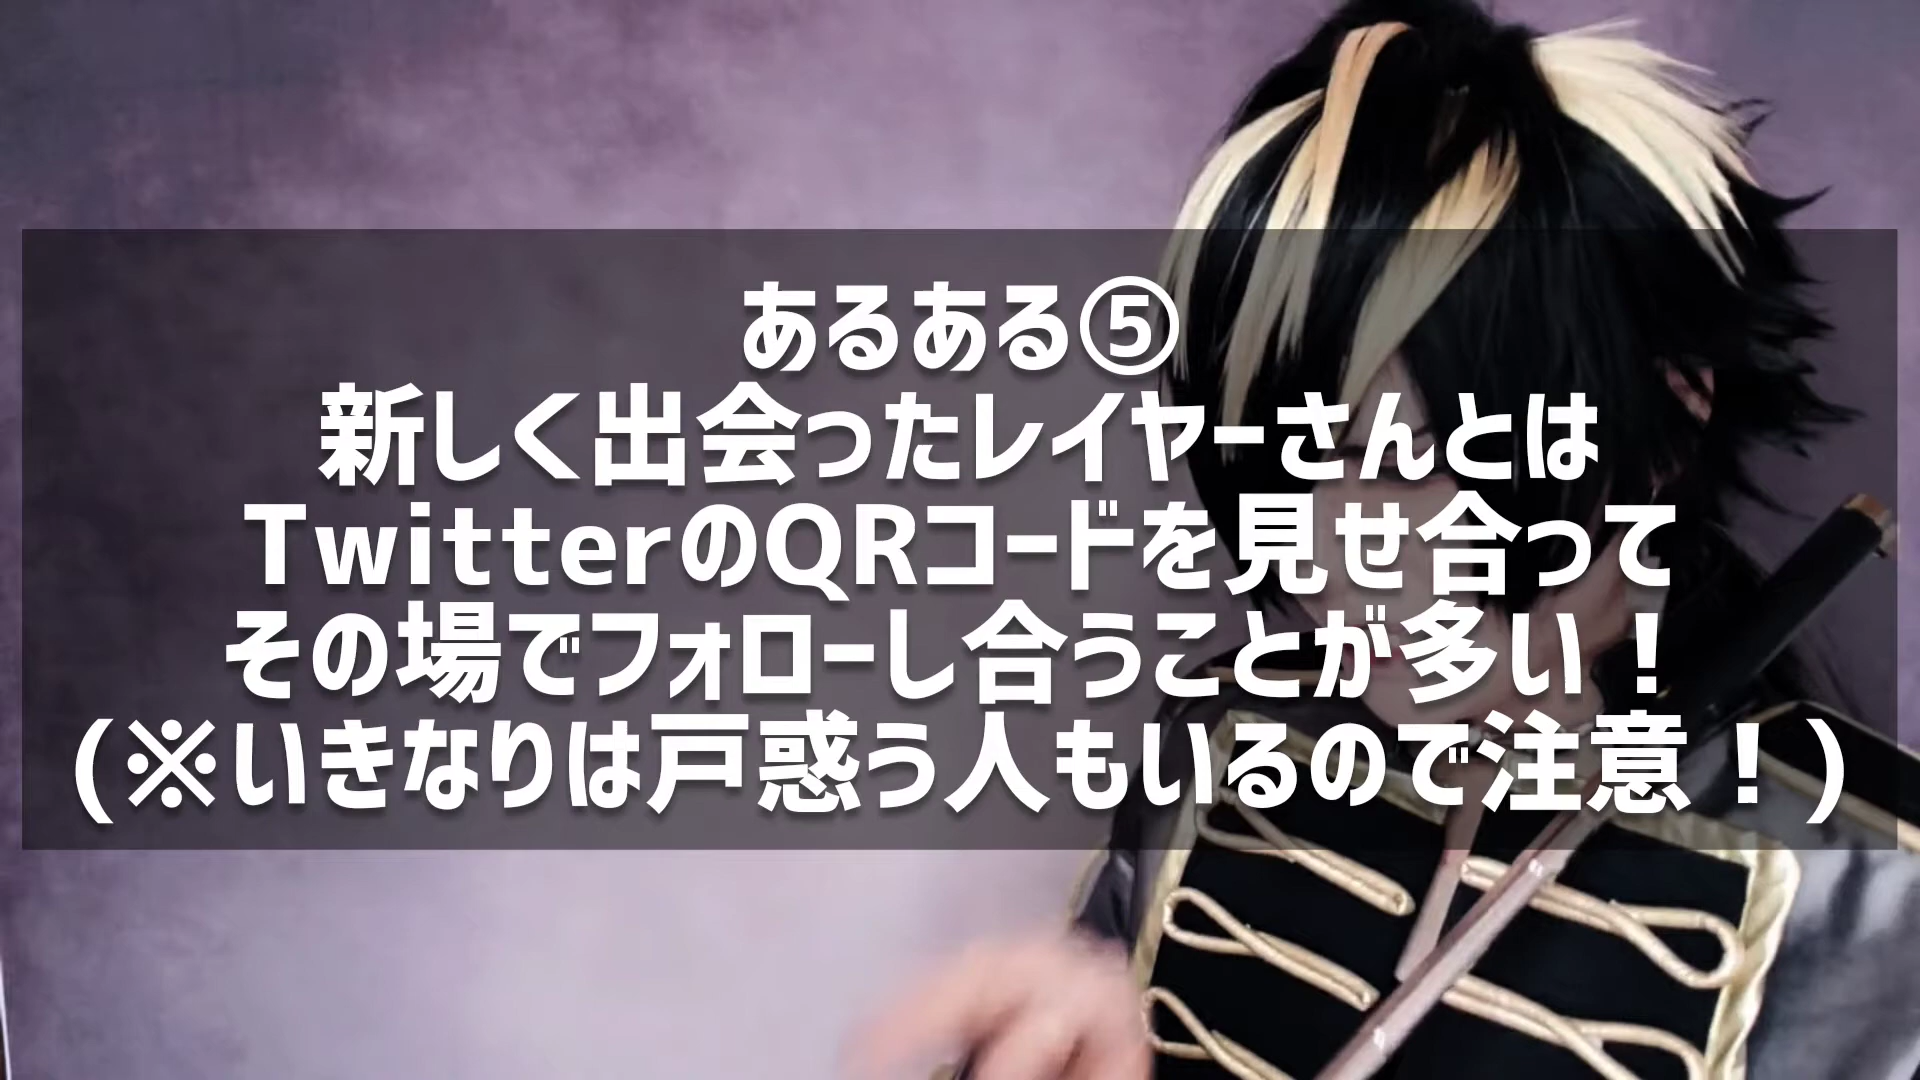 あるある⑤
新しく出会ったレイヤーさんとは
TwitterのQRコードを見せ合って
その場でフォローし合うことが多い！
(※いきなりは戸惑う人もいるので注意！)